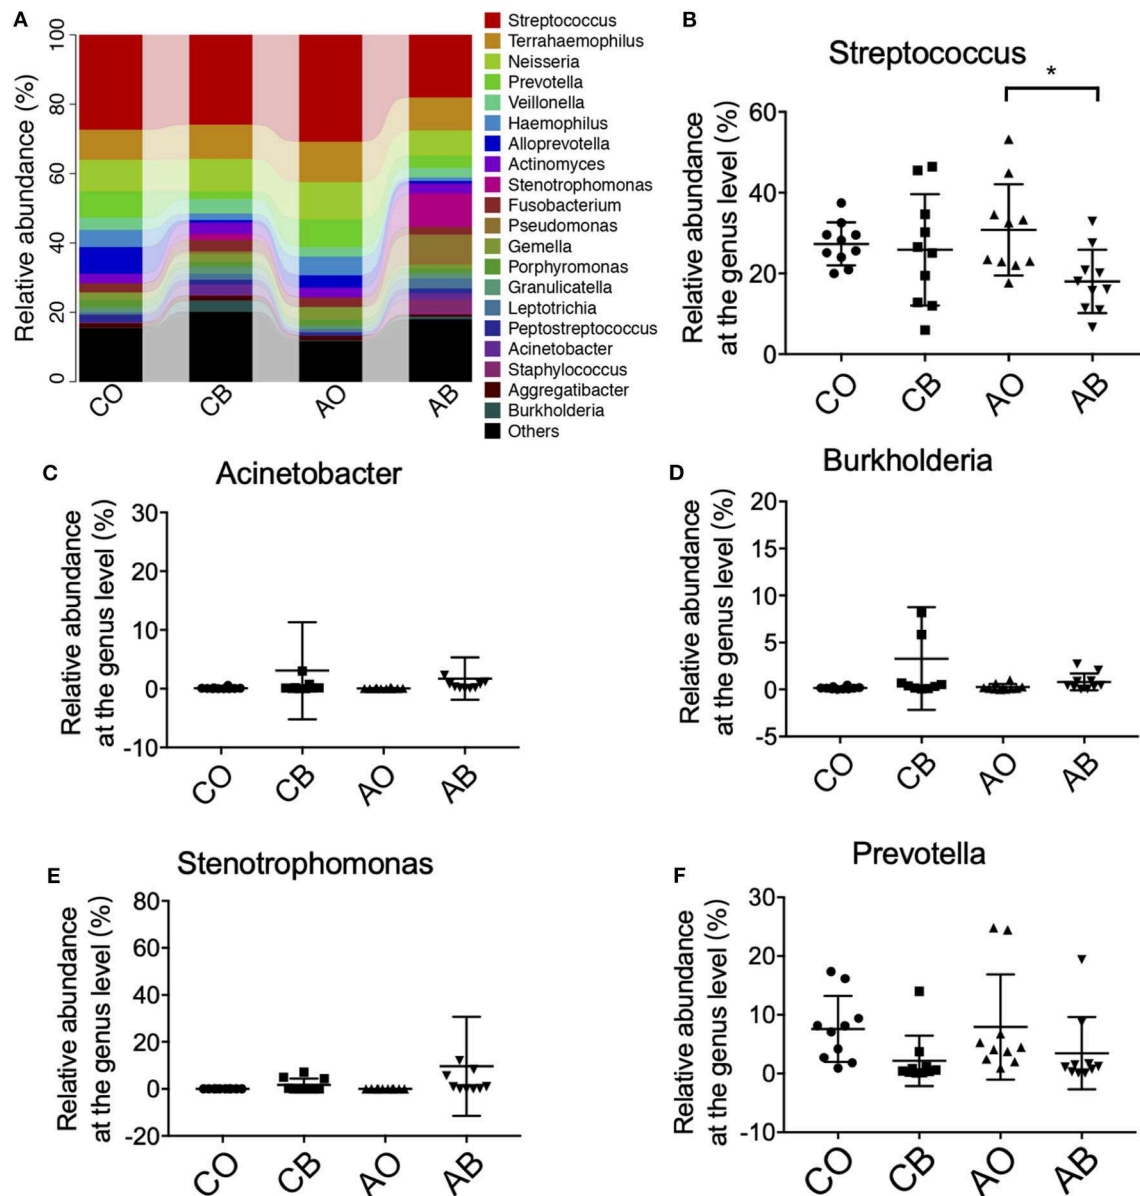 A
Relative abundance (%)
100
80
60
40
20
0
CO
CB
AO
AB
Streptococcus
Terrahaemophilus
Neisseria
Prevotella
Veillonella
Haemophilus
Alloprevotella
Actinomyces
Stenotrophomonas
Fusobacterium
Pseudomonas
Gemella
Porphyromonas
Granulicatella
Leptotrichia
Peptostreptococcus
Acinetobacter
Staphylococcus
Aggregatibacter
Burkholderia
Others
B
Streptococcus
*
Relative abundance
at the genus level (%)
60
40
20
0
CO
CB
AO
AB
C
Acinetobacter
Relative abundance
at the genus level (%)
30
20
10
0
-10
CO
CB
AO
AB
D
Burkholderia
Relative abundance
at the genus level (%)
20
15
10
5
0
-5
CO
CB
AO
AB
E
Stenotrophomonas
Relative abundance
at the genus level (%)
80
60
40
20
0
-20
CO
CB
AO
AB
F
Prevotella
Relative abundance
at the genus level (%)
30
20
10
0
-10
CO
CB
AO
AB